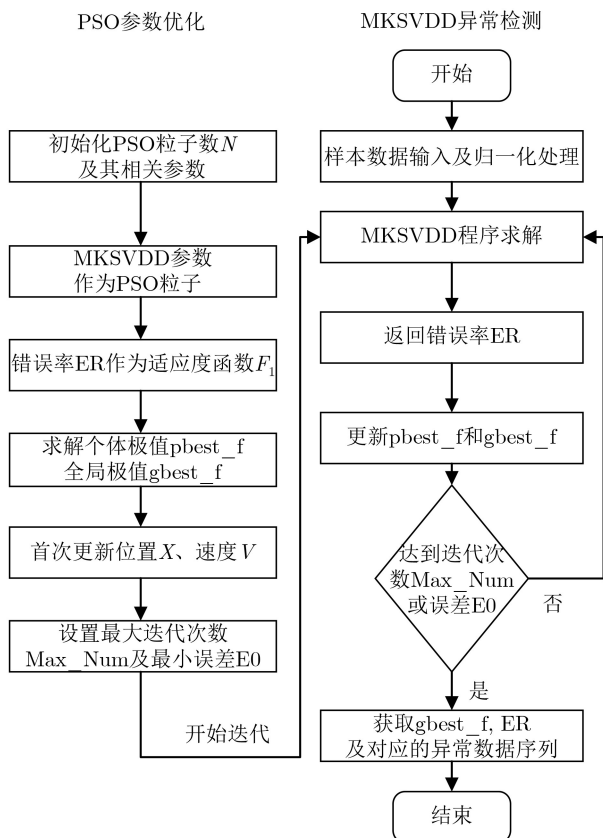 PSO参数优化
初始化PSO粒子数N
及其相关参数
MKSVDD参数
作为PSO粒子
错误率ER作为适应度函数F₁
求解个体极值pbest_f
全局极值gbest_f
首次更新位置X、速度V
设置最大迭代次数
Max_Num及最小误差E0
开始迭代
MKSVDD异常检测
开始
样本数据输入及归一化处理
MKSVDD程序求解
返回错误率ER
更新pbest_f和gbest_f
达到迭代次
数Max_Num
或误差E0
否
是
获取gbest_f, ER
及对应的异常数据序列
结束